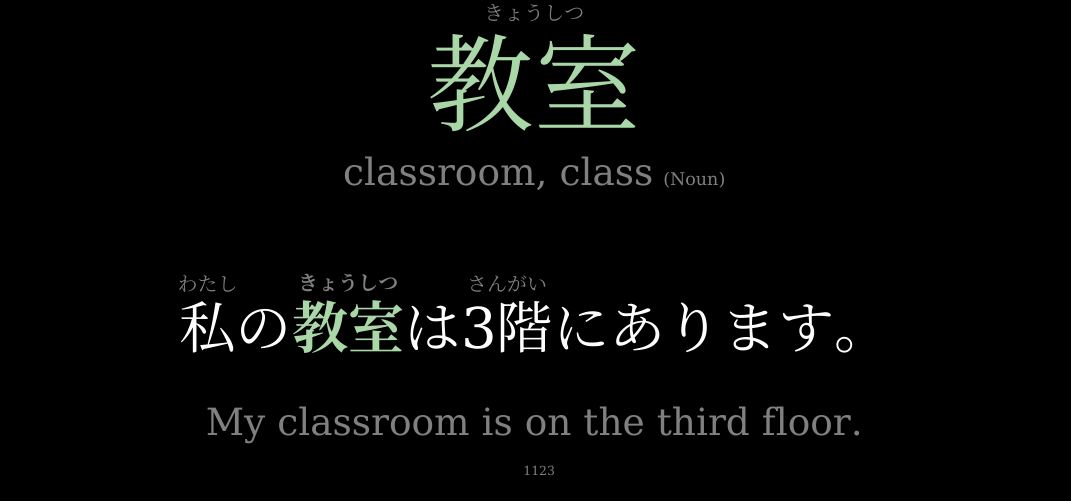 きょうしつ
教室
classroom, class (Noun)
わたし きょうしつ さんがい
私の教室は3階にあります。
My classroom is on the third floor.
1123